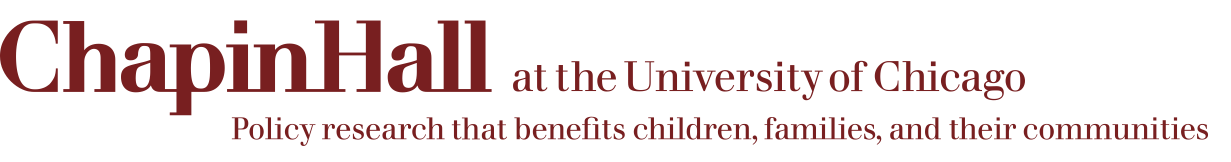 ChapinHall at the University of Chicago
Policy research that benefits children, families, and their communities